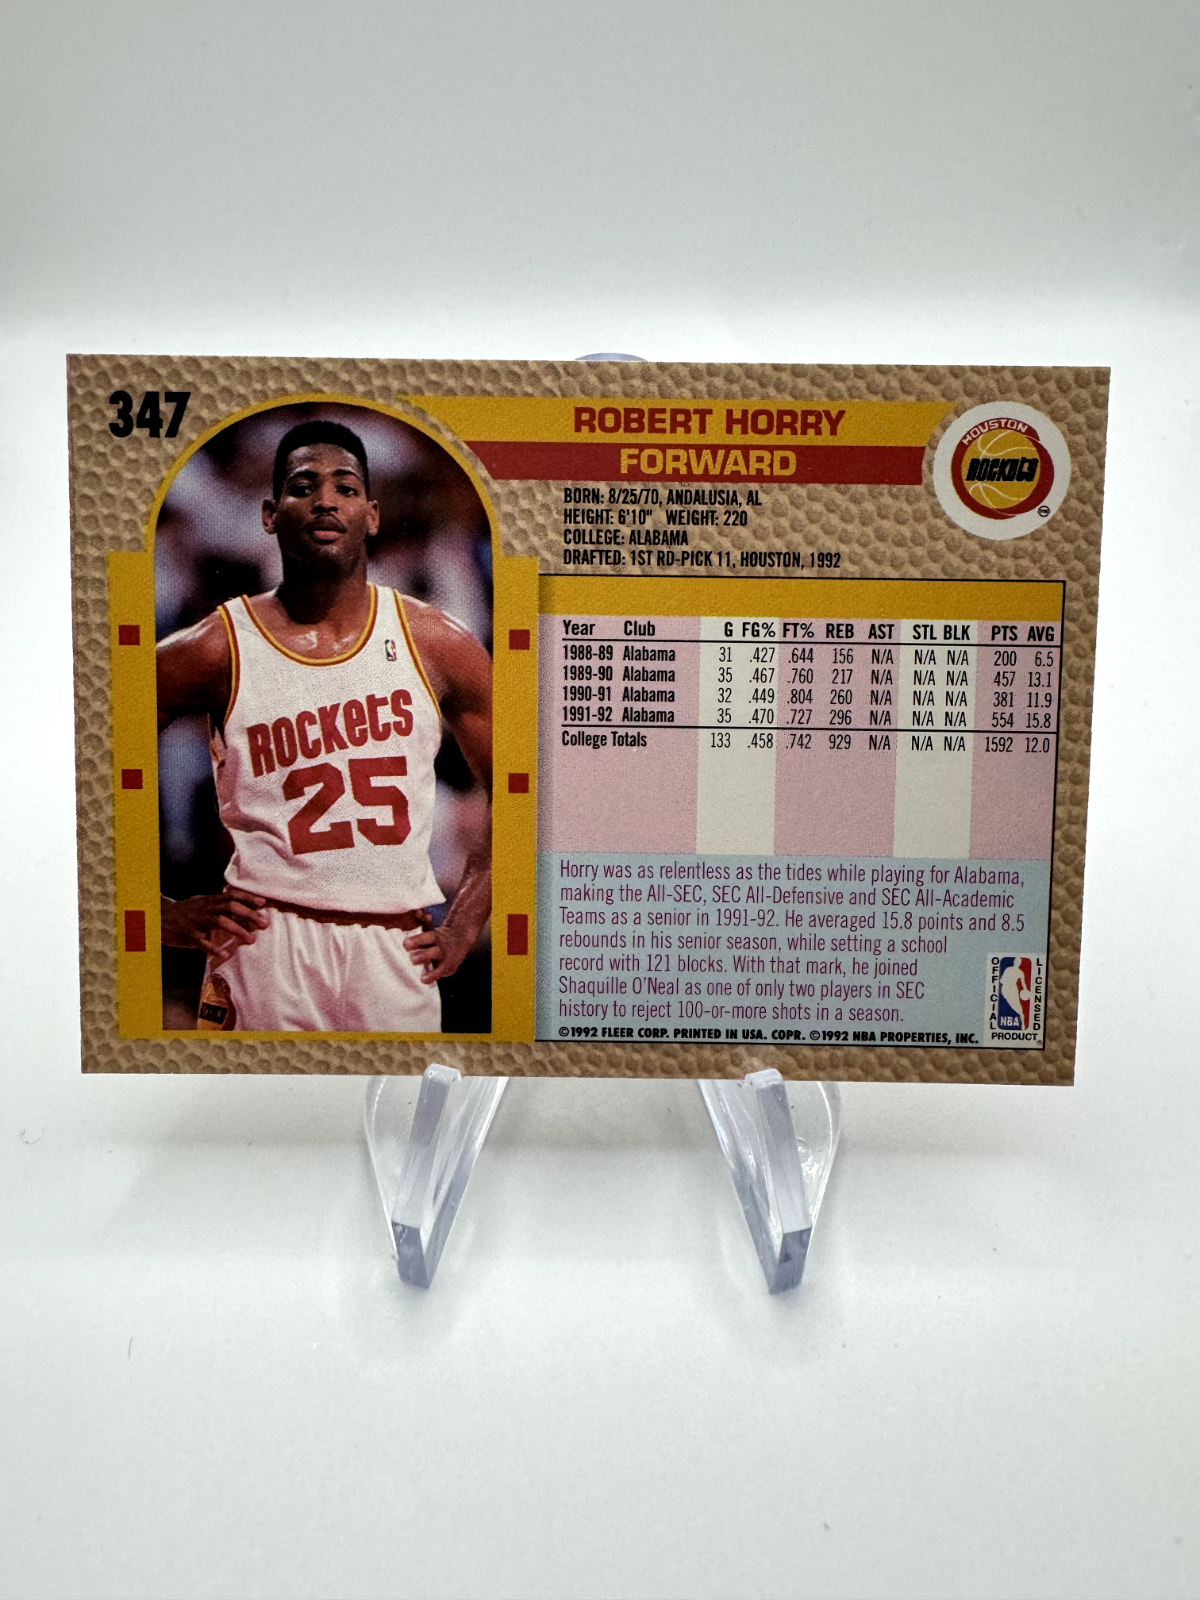 347
ROBERT HORRY
FORWARD
HOUSTON
ROCKETS
BORN: 8/25/70, ANDALUSIA, AL
HEIGHT: 6'10" WEIGHT: 220
COLLEGE: ALABAMA
DRAFTED: 1ST RD-PICK 11, HOUSTON, 1992
ROCKETS
25
Year Club G FG% FT% REB AST STL BLK PTS AVG
1988-89 Alabama 31 .427 .644 156 N/A N/A N/A 200 6.5
1989-90 Alabama 35 .467 .760 217 N/A N/A N/A 457 13.1
1990-91 Alabama 32 .449 .804 260 N/A N/A N/A 381 11.9
1991-92 Alabama 35 .470 .727 296 N/A N/A N/A 554 15.8
College Totals 133 .458 .742 929 N/A N/A N/A 1592 12.0
Horry was as relentless as the tides while playing for Alabama,
making the All-SEC, SEC All-Defensive and SEC All-Academic
Teams as a senior in 1991-92. He averaged 15.8 points and 8.5
rebounds in his senior season, while setting a school
record with 121 blocks. With that mark, he joined
Shaquille O'Neal as one of only two players in SEC
history to reject 100-or-more shots in a season.
OFFICIAL
NBA
LICENSED
PRODUCT
©1992 FLEER CORP. PRINTED IN USA. COPR. ©1992 NBA PROPERTIES, INC.